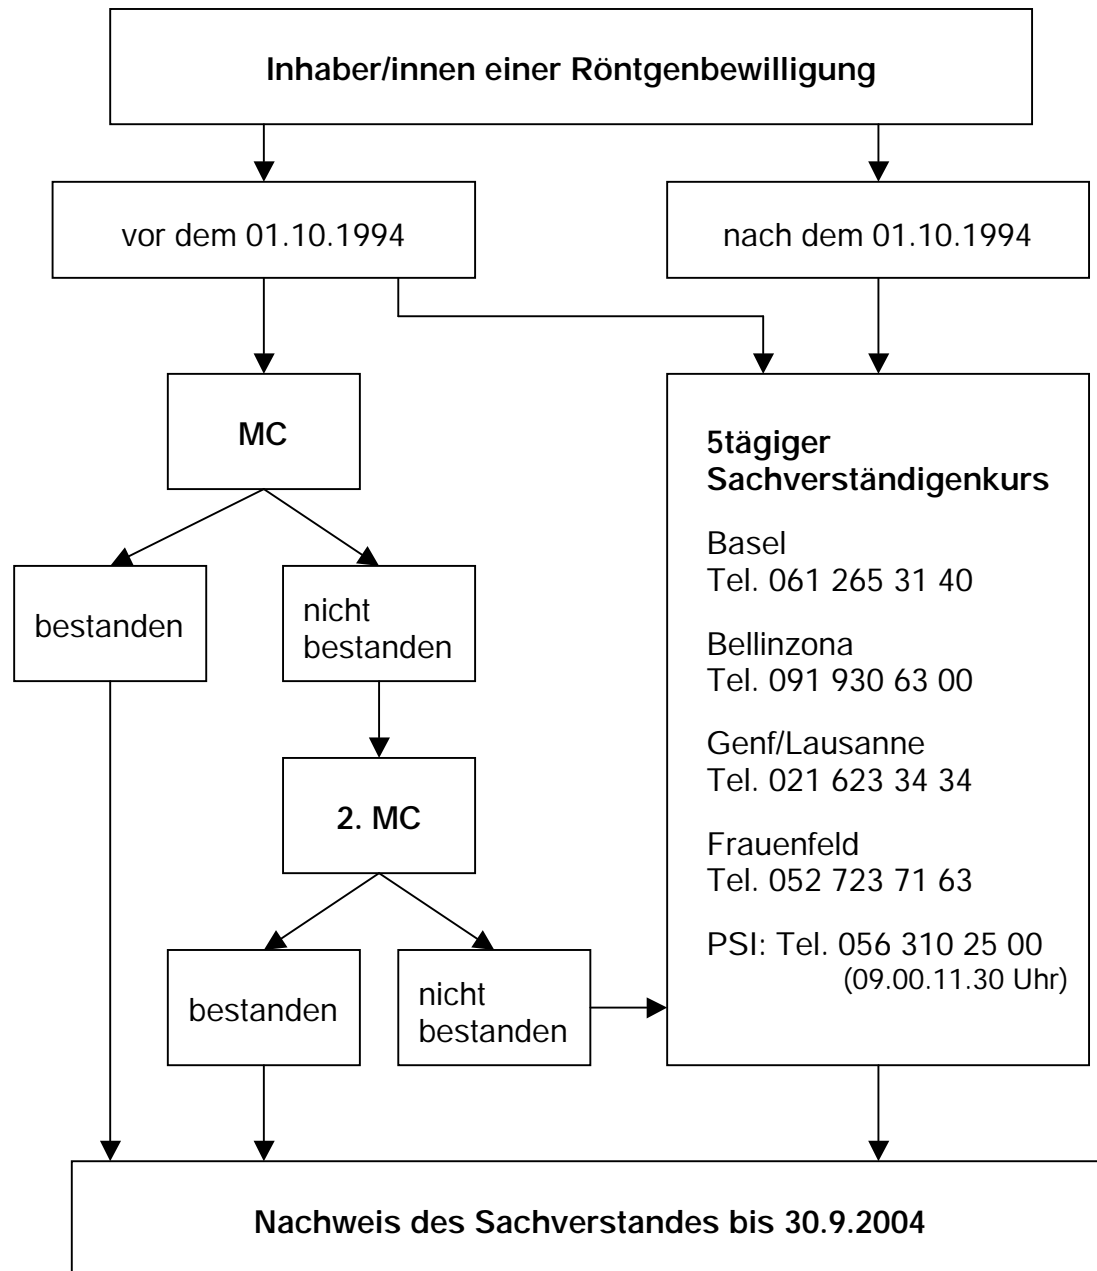 Inhaber/innen einer Röntgenbewilligung
vor dem 01.10.1994
nach dem 01.10.1994
MC
bestanden
nicht
bestanden
2. MC
bestanden
nicht
bestanden
5tägiger
Sachverständigenkurs
Basel
Tel. 061 265 31 40
Bellinzona
Tel. 091 930 63 00
Genf/Lausanne
Tel. 021 623 34 34
Frauenfeld
Tel. 052 723 71 63
PSI: Tel. 056 310 25 00
(09.00.11.30 Uhr)
Nachweis des Sachverstandes bis 30.9.2004